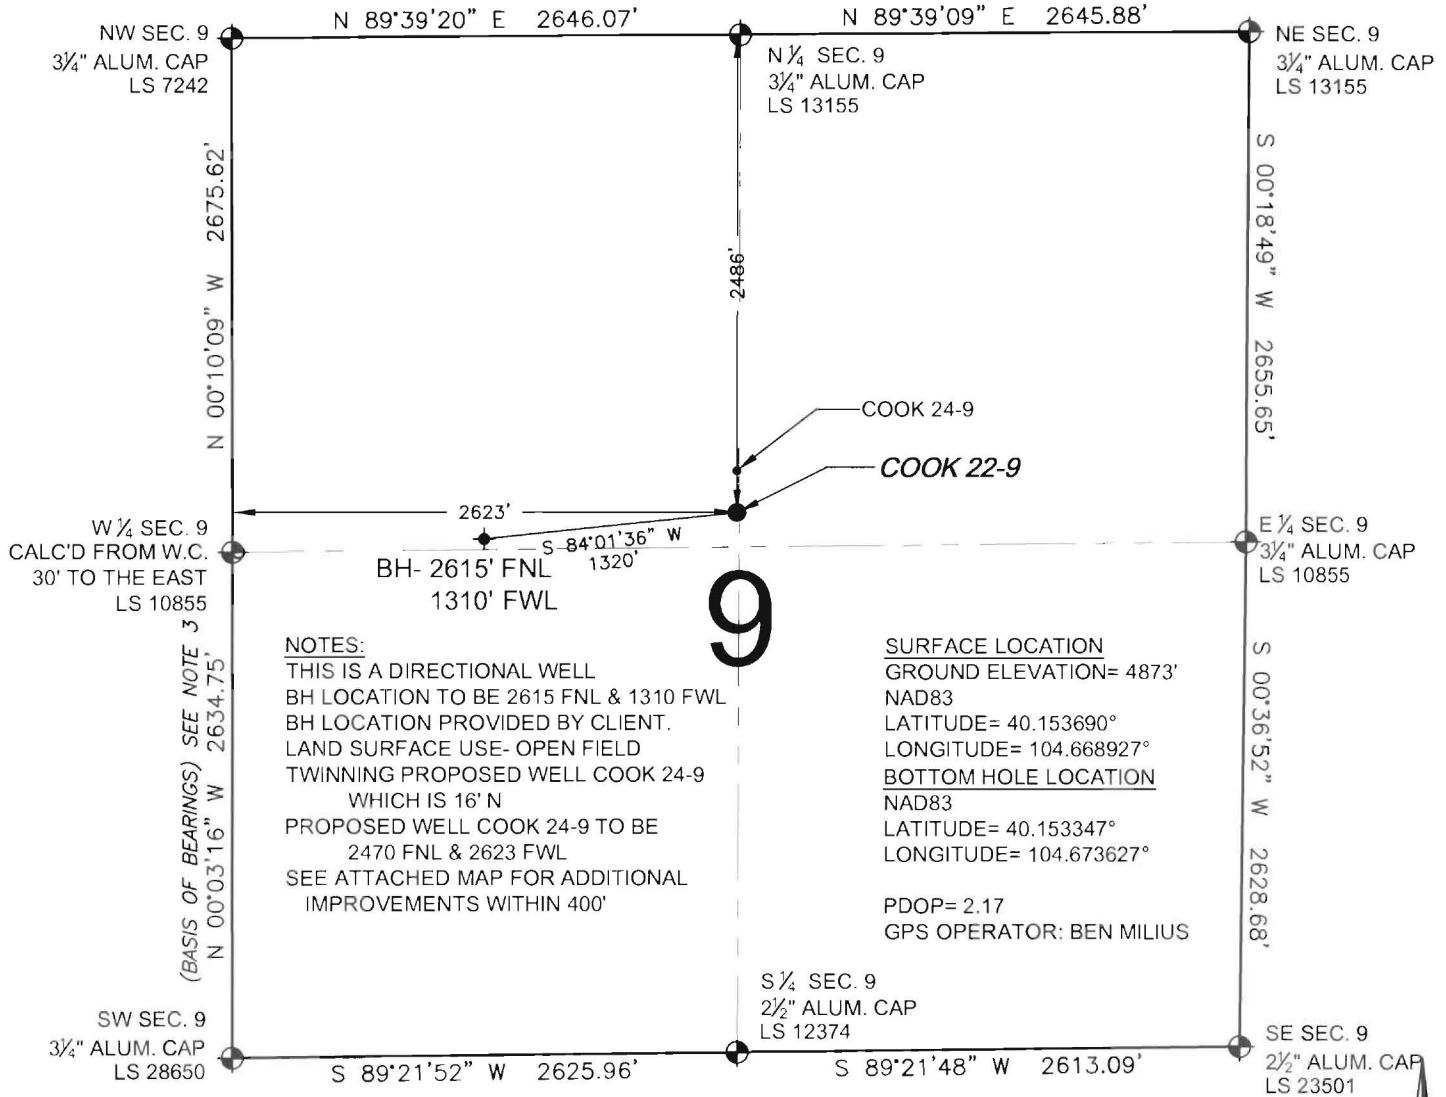 N 89°39'20" E 2646.07'
N 89°39'09" E 2645.88'
NW SEC. 9
3¼" ALUM. CAP
LS 7242
N ¼ SEC. 9
3¼" ALUM. CAP
LS 13155
NE SEC. 9
3¼" ALUM. CAP
LS 13155
N 00°10'09" W 2675.62'
2486'
S 00°18'49" W 2655.65'
COOK 24-9
COOK 22-9
2623'
S 84°01'36" W
1320'
W ¼ SEC. 9
CALC'D FROM W.C.
30' TO THE EAST
LS 10855
BH- 2615' FNL
1310' FWL
E ¼ SEC. 9
3¼" ALUM. CAP
LS 10855
9
(BASIS OF BEARINGS) SEE NOTE 3
N 00°03'16" W 2634.75'
NOTES:
THIS IS A DIRECTIONAL WELL
BH LOCATION TO BE 2615 FNL & 1310 FWL
BH LOCATION PROVIDED BY CLIENT.
LAND SURFACE USE- OPEN FIELD
TWINNING PROPOSED WELL COOK 24-9
WHICH IS 16' N
PROPOSED WELL COOK 24-9 TO BE
2470 FNL & 2623 FWL
SEE ATTACHED MAP FOR ADDITIONAL
IMPROVEMENTS WITHIN 400'
SURFACE LOCATION
GROUND ELEVATION= 4873'
NAD83
LATITUDE= 40.153690°
LONGITUDE= 104.668927°
BOTTOM HOLE LOCATION
NAD83
LATITUDE= 40.153347°
LONGITUDE= 104.673627°
PDOP= 2.17
GPS OPERATOR: BEN MILIUS
S 00°36'52" W 2628.68'
SW SEC. 9
3¼" ALUM. CAP
LS 28650
S ¼ SEC. 9
2½" ALUM. CAP
LS 12374
SE SEC. 9
2½" ALUM. CAP
LS 23501
S 89°21'52" W 2625.96'
S 89°21'48" W 2613.09'